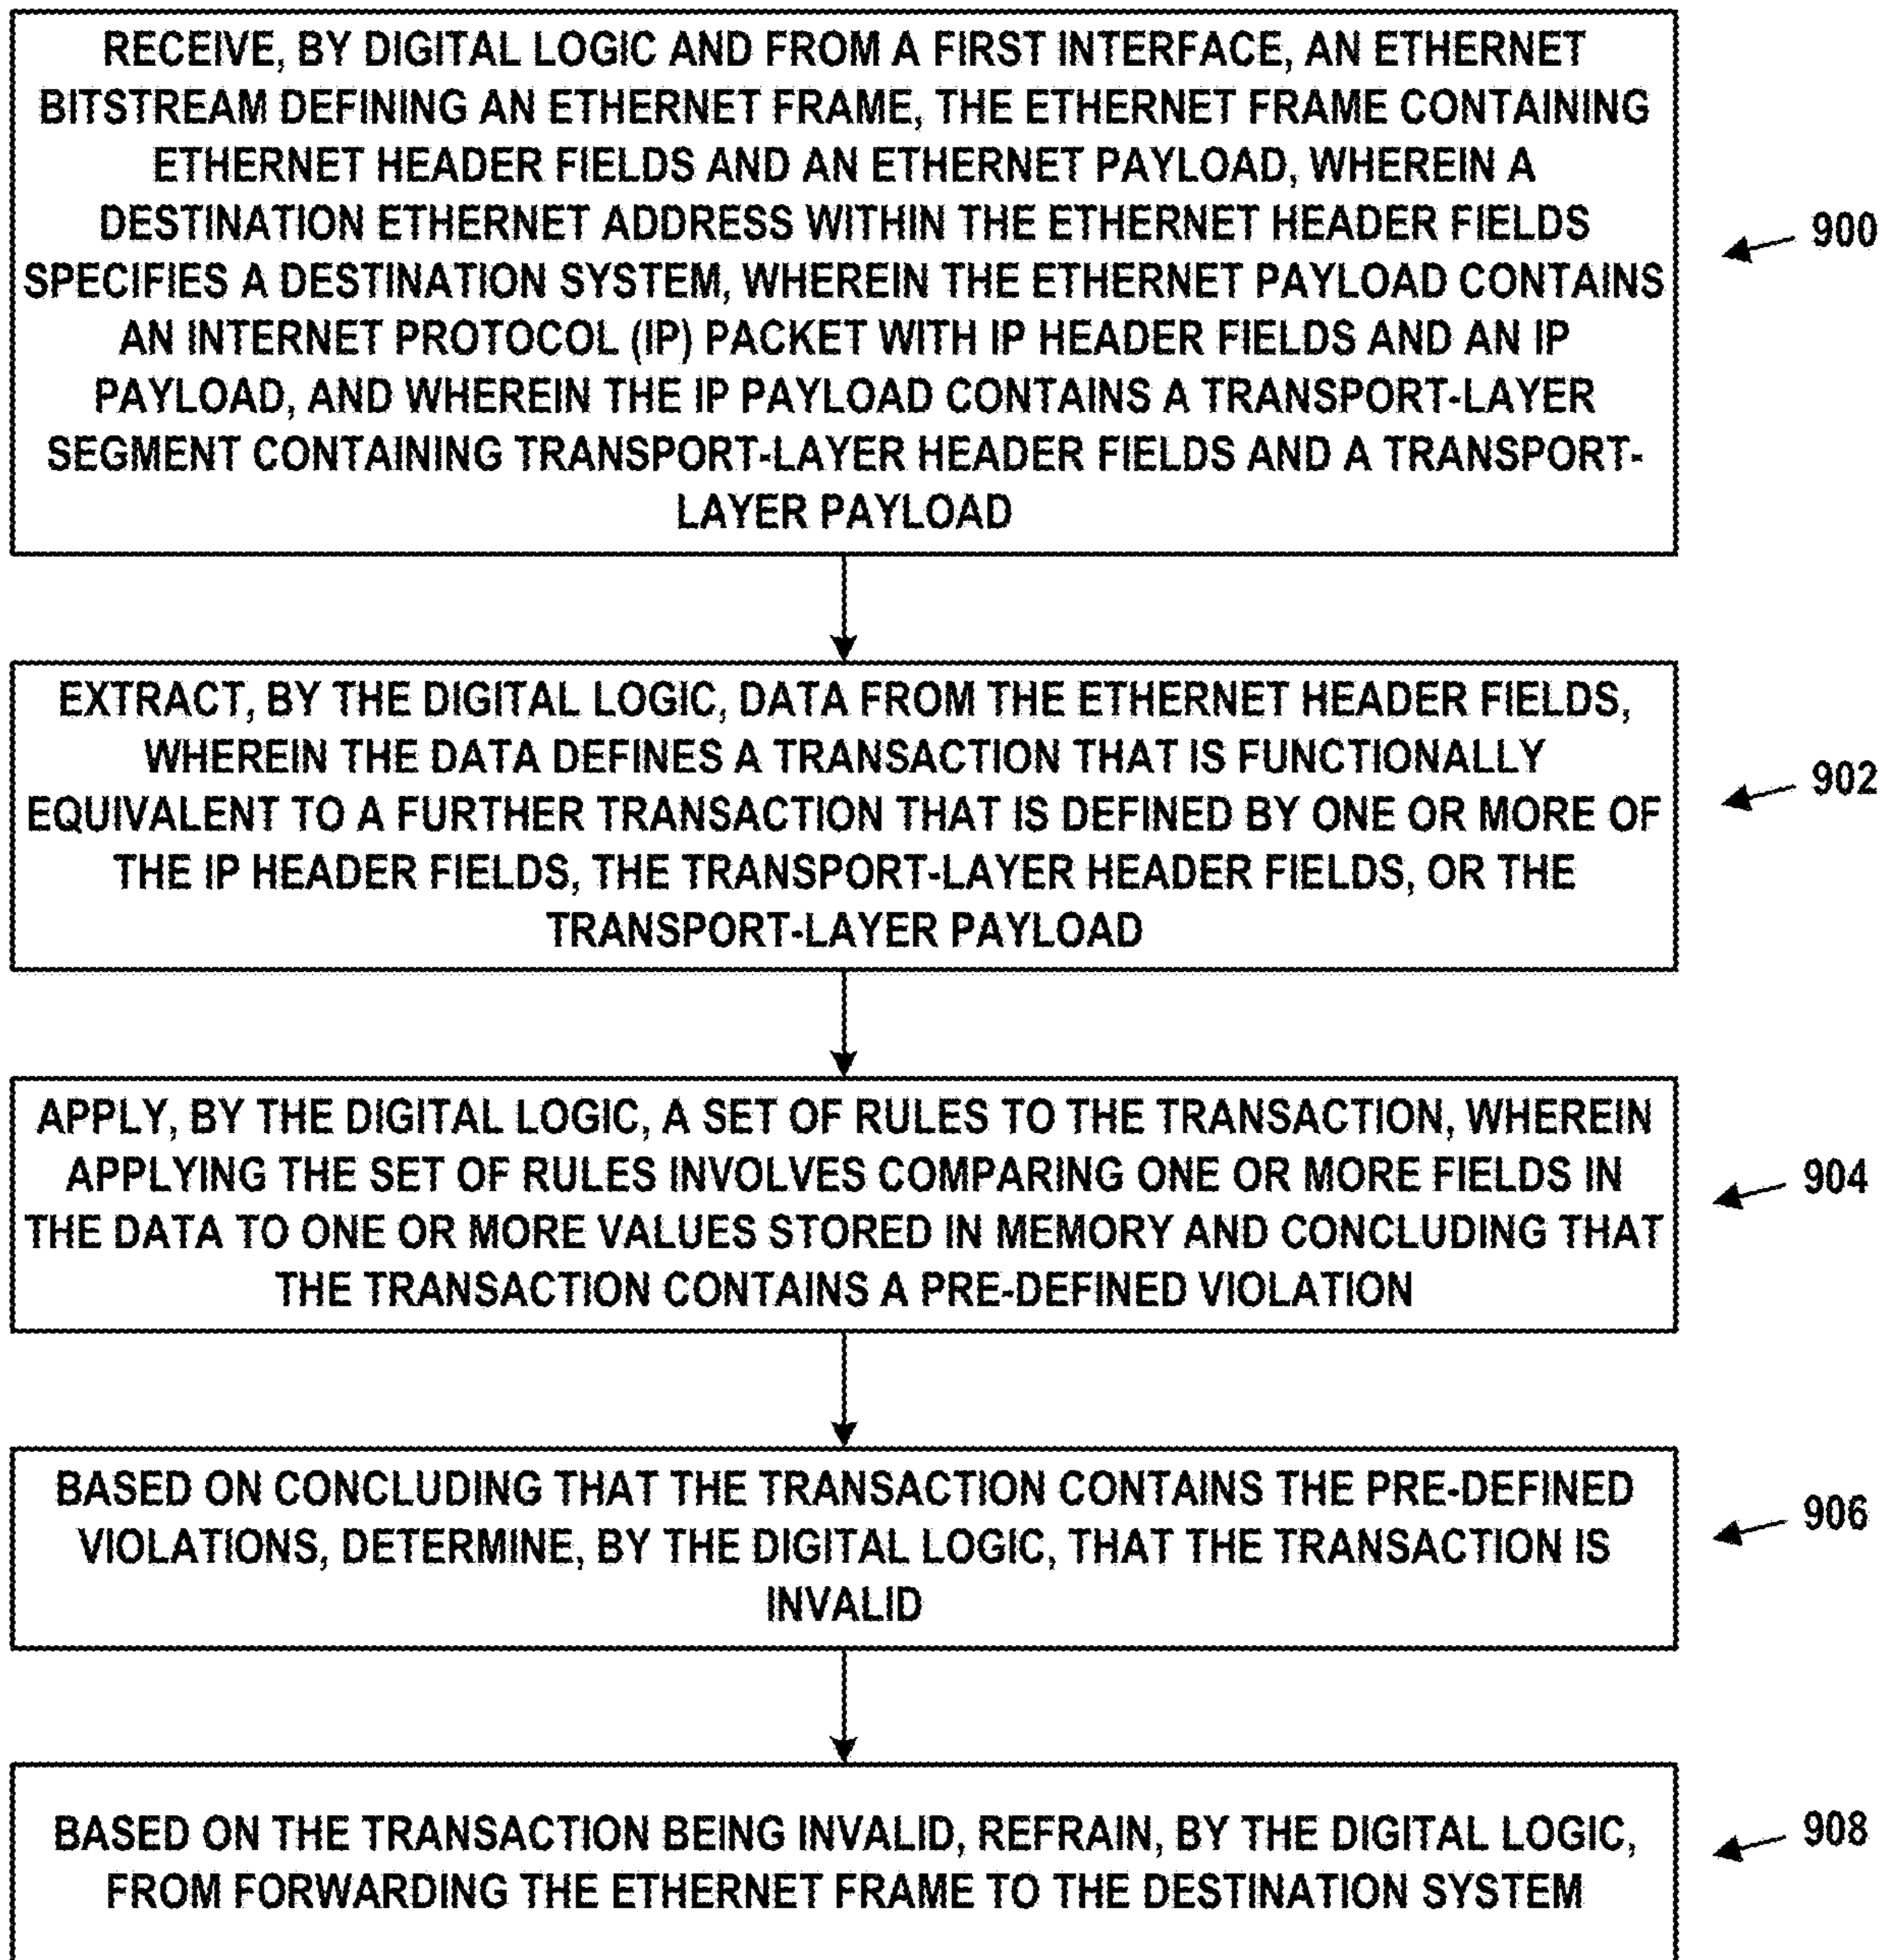 RECEIVE, BY DIGITAL LOGIC AND FROM A FIRST INTERFACE, AN ETHERNET
BITSTREAM DEFINING AN ETHERNET FRAME, THE ETHERNET FRAME CONTAINING
ETHERNET HEADER FIELDS AND AN ETHERNET PAYLOAD, WHEREIN A
DESTINATION ETHERNET ADDRESS WITHIN THE ETHERNET HEADER FIELDS
SPECIFIES A DESTINATION SYSTEM, WHEREIN THE ETHERNET PAYLOAD CONTAINS
AN INTERNET PROTOCOL (IP) PACKET WITH IP HEADER FIELDS AND AN IP
PAYLOAD, AND WHEREIN THE IP PAYLOAD CONTAINS A TRANSPORT-LAYER
SEGMENT CONTAINING TRANSPORT-LAYER HEADER FIELDS AND A TRANSPORT-
LAYER PAYLOAD
900
EXTRACT, BY THE DIGITAL LOGIC, DATA FROM THE ETHERNET HEADER FIELDS,
WHEREIN THE DATA DEFINES A TRANSACTION THAT IS FUNCTIONALLY
EQUIVALENT TO A FURTHER TRANSACTION THAT IS DEFINED BY ONE OR MORE OF
THE IP HEADER FIELDS, THE TRANSPORT-LAYER HEADER FIELDS, OR THE
TRANSPORT-LAYER PAYLOAD
902
APPLY, BY THE DIGITAL LOGIC, A SET OF RULES TO THE TRANSACTION, WHEREIN
APPLYING THE SET OF RULES INVOLVES COMPARING ONE OR MORE FIELDS IN
THE DATA TO ONE OR MORE VALUES STORED IN MEMORY AND CONCLUDING THAT
THE TRANSACTION CONTAINS A PRE-DEFINED VIOLATION
904
BASED ON CONCLUDING THAT THE TRANSACTION CONTAINS THE PRE-DEFINED
VIOLATIONS, DETERMINE, BY THE DIGITAL LOGIC, THAT THE TRANSACTION IS
INVALID
906
BASED ON THE TRANSACTION BEING INVALID, REFRAIN, BY THE DIGITAL LOGIC,
FROM FORWARDING THE ETHERNET FRAME TO THE DESTINATION SYSTEM
908